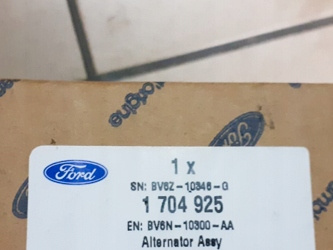 Ford
1 x
SN: BV6Z-10346-G
1 704 925
EN: BV6N-10300-AA
Alternator Assy